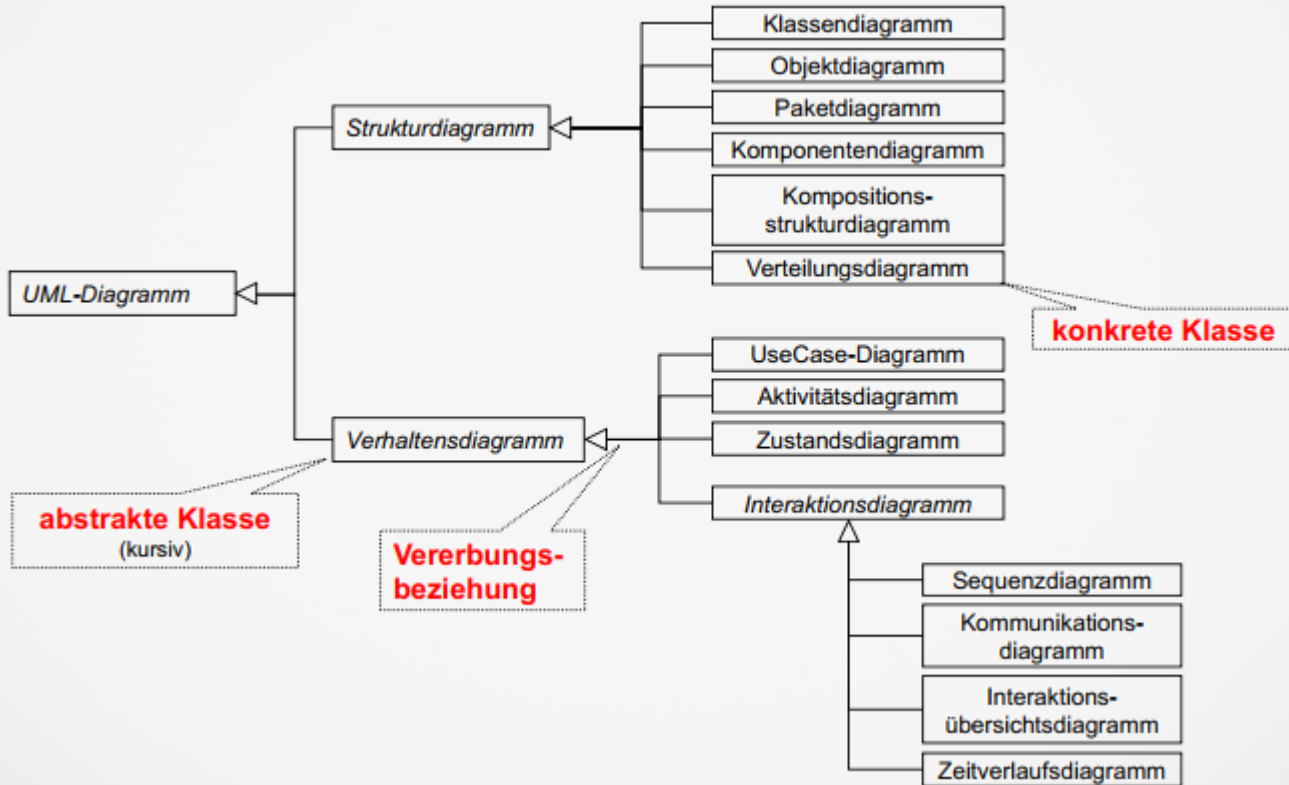 Klassendiagramm
Objektdiagramm
Paketdiagramm
Strukturdiagramm
Komponentendiagramm
Kompositions-
strukturdiagramm
Verteilungsdiagramm
UML-Diagramm
konkrete Klasse
UseCase-Diagramm
Aktivitätsdiagramm
Verhaltensdiagramm
Zustandsdiagramm
Interaktionsdiagramm
abstrakte Klasse
(kursiv)
Vererbungs-
beziehung
Sequenzdiagramm
Kommunikations-
diagramm
Interaktions-
übersichtsdiagramm
Zeitverlaufsdiagramm